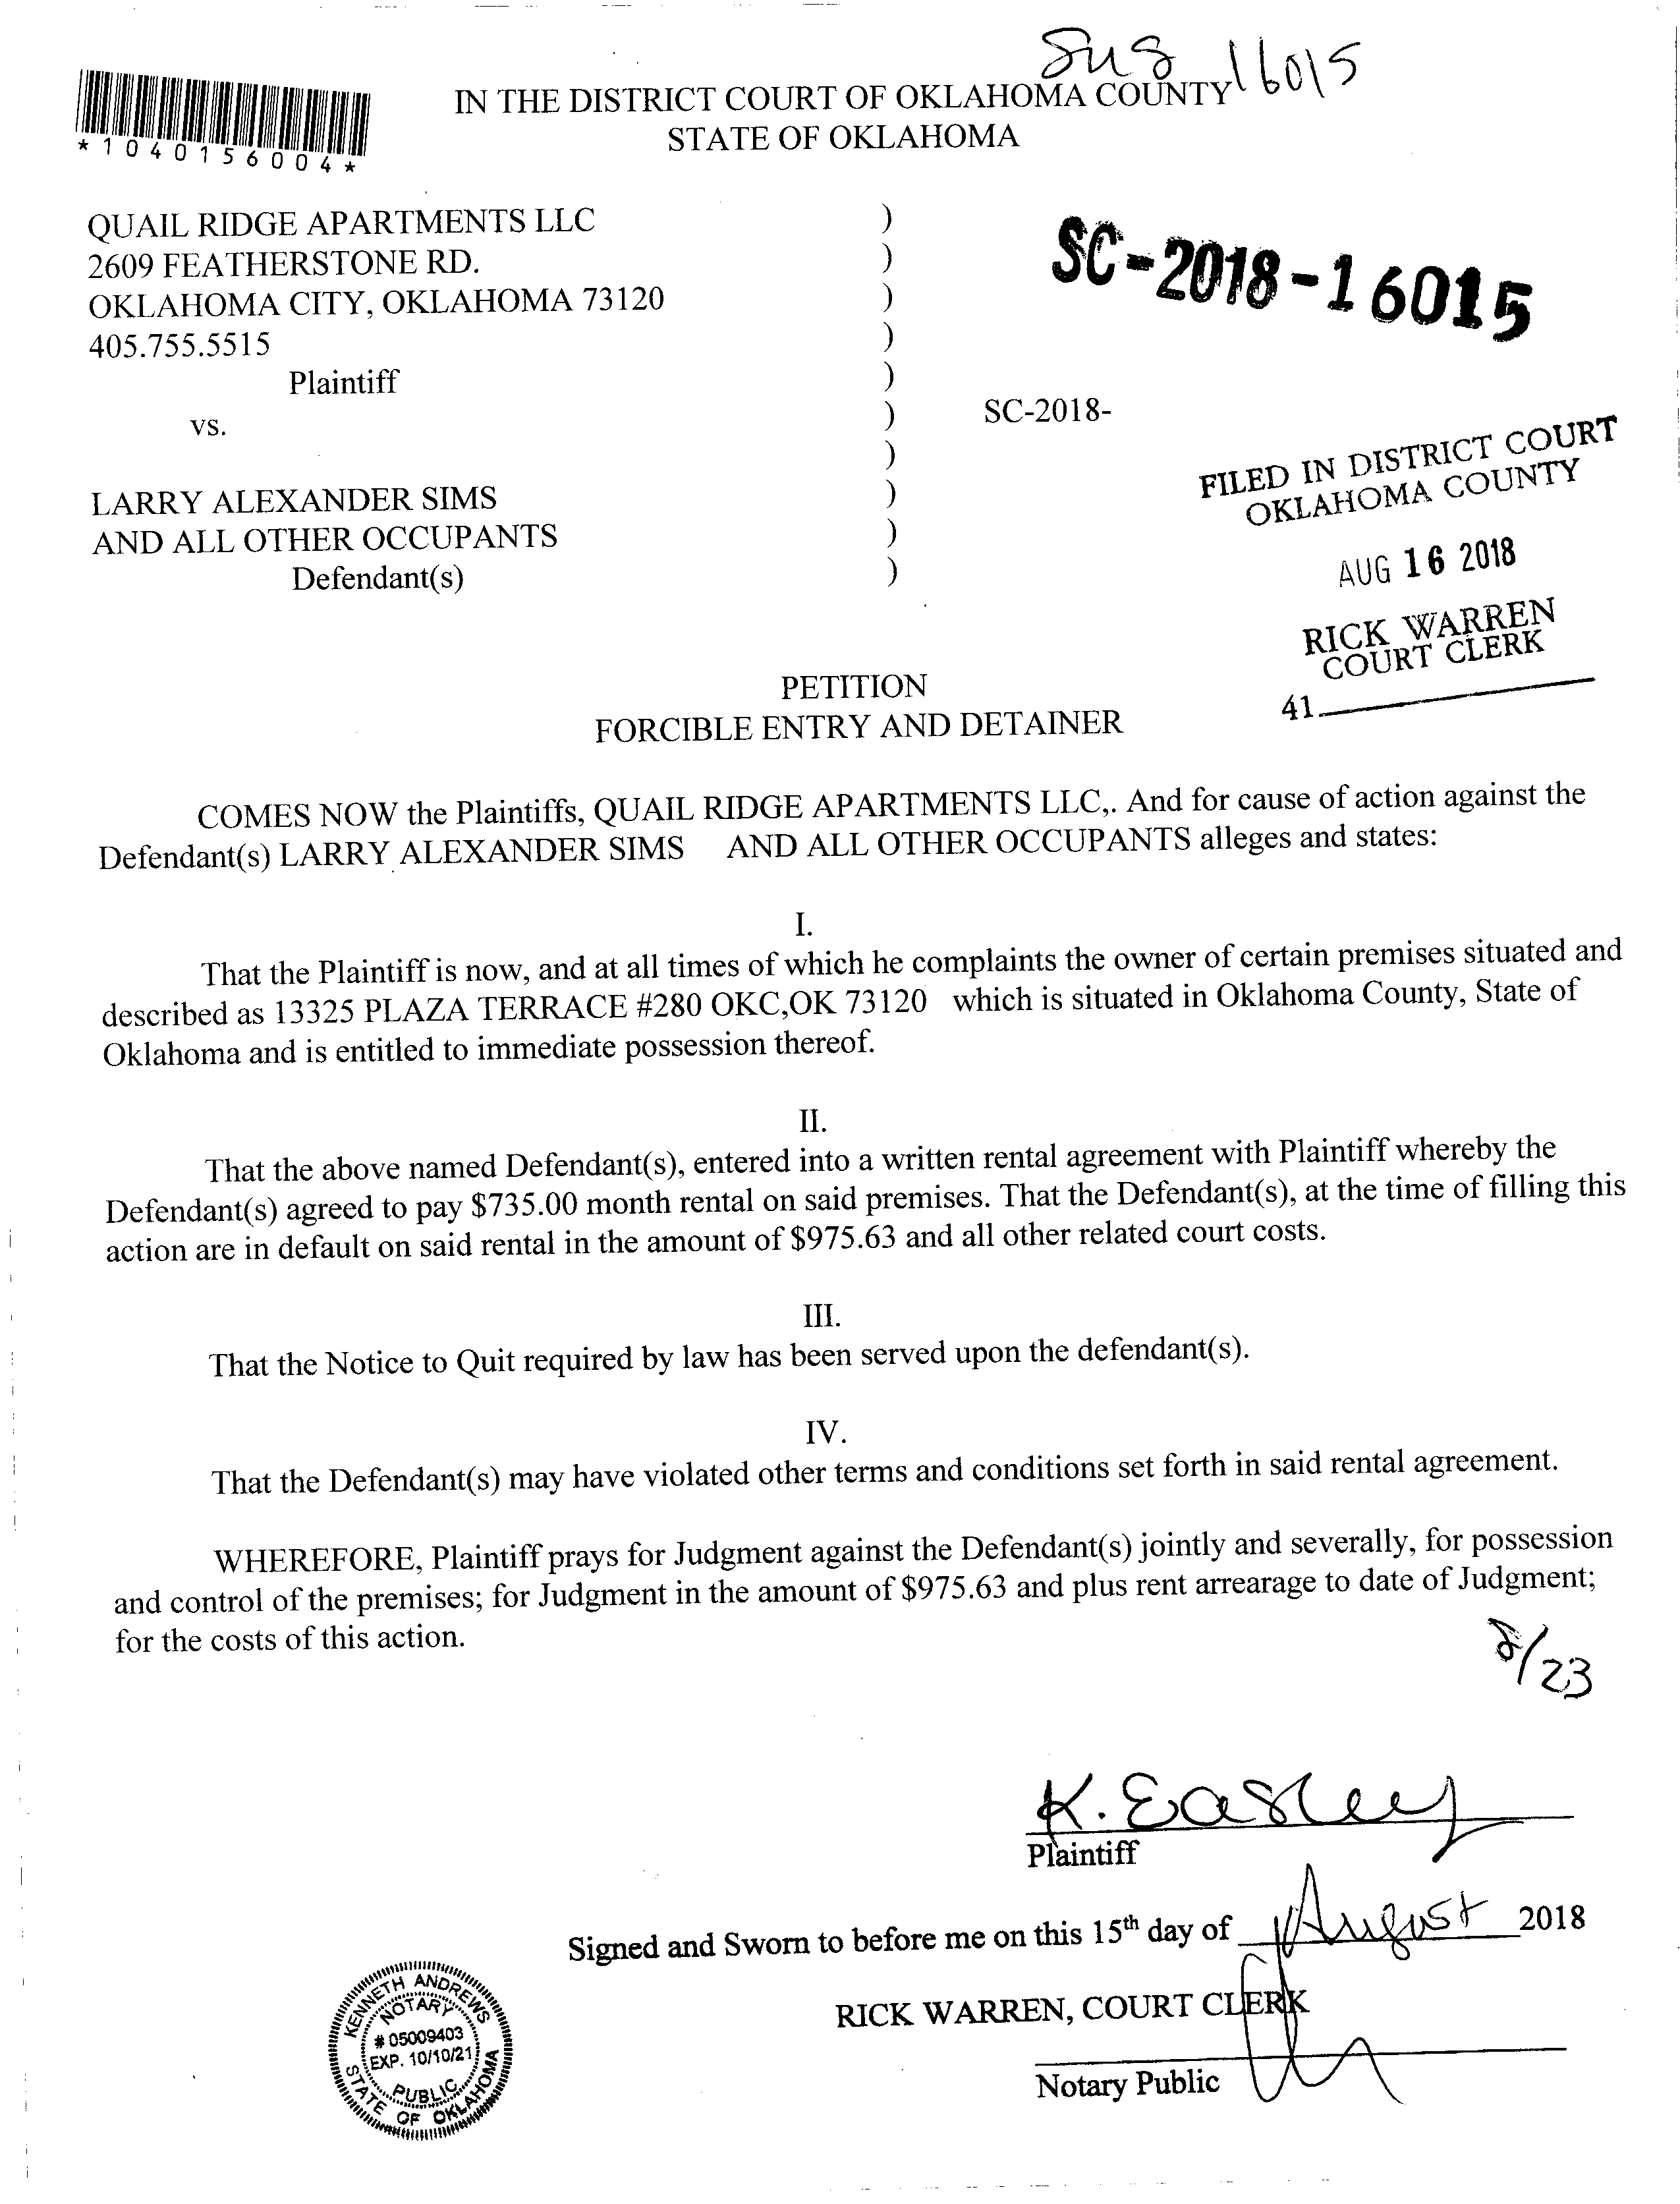 16015
IN THE DISTRICT COURT OF OKLAHOMA COUNTY
STATE OF OKLAHOMA
*1040156004*
QUAIL RIDGE APARTMENTS LLC )
2609 FEATHERSTONE RD. )
OKLAHOMA CITY, OKLAHOMA 73120 )
405.755.5515 )
Plaintiff )
vs. )
)
LARRY ALEXANDER SIMS )
AND ALL OTHER OCCUPANTS )
Defendant(s) )
SC-2018-16015
SC-2018-
FILED IN DISTRICT COURT
OKLAHOMA COUNTY
AUG 16 2018
RICK WARREN
COURT CLERK
41
PETITION
FORCIBLE ENTRY AND DETAINER
COMES NOW the Plaintiffs, QUAIL RIDGE APARTMENTS LLC,. And for cause of action against the
Defendant(s) LARRY ALEXANDER SIMS AND ALL OTHER OCCUPANTS alleges and states:
I.
That the Plaintiff is now, and at all times of which he complaints the owner of certain premises situated and
described as 13325 PLAZA TERRACE #280 OKC,OK 73120 which is situated in Oklahoma County, State of
Oklahoma and is entitled to immediate possession thereof.
II.
That the above named Defendant(s), entered into a written rental agreement with Plaintiff whereby the
Defendant(s) agreed to pay $735.00 month rental on said premises. That the Defendant(s), at the time of filling this
action are in default on said rental in the amount of $975.63 and all other related court costs.
III.
That the Notice to Quit required by law has been served upon the defendant(s).
IV.
That the Defendant(s) may have violated other terms and conditions set forth in said rental agreement.
WHEREFORE, Plaintiff prays for Judgment against the Defendant(s) jointly and severally, for possession
and control of the premises; for Judgment in the amount of $975.63 and plus rent arrearage to date of Judgment;
for the costs of this action.
8/23
K. Easley
Plaintiff
Signed and Sworn to before me on this 15th day of August 2018
RICK WARREN, COURT CLERK
Notary Public
KENNETH ANDREWS
NOTARY
# 05009403
EXP. 10/10/21
PUBLIC
STATE OF OKLAHOMA